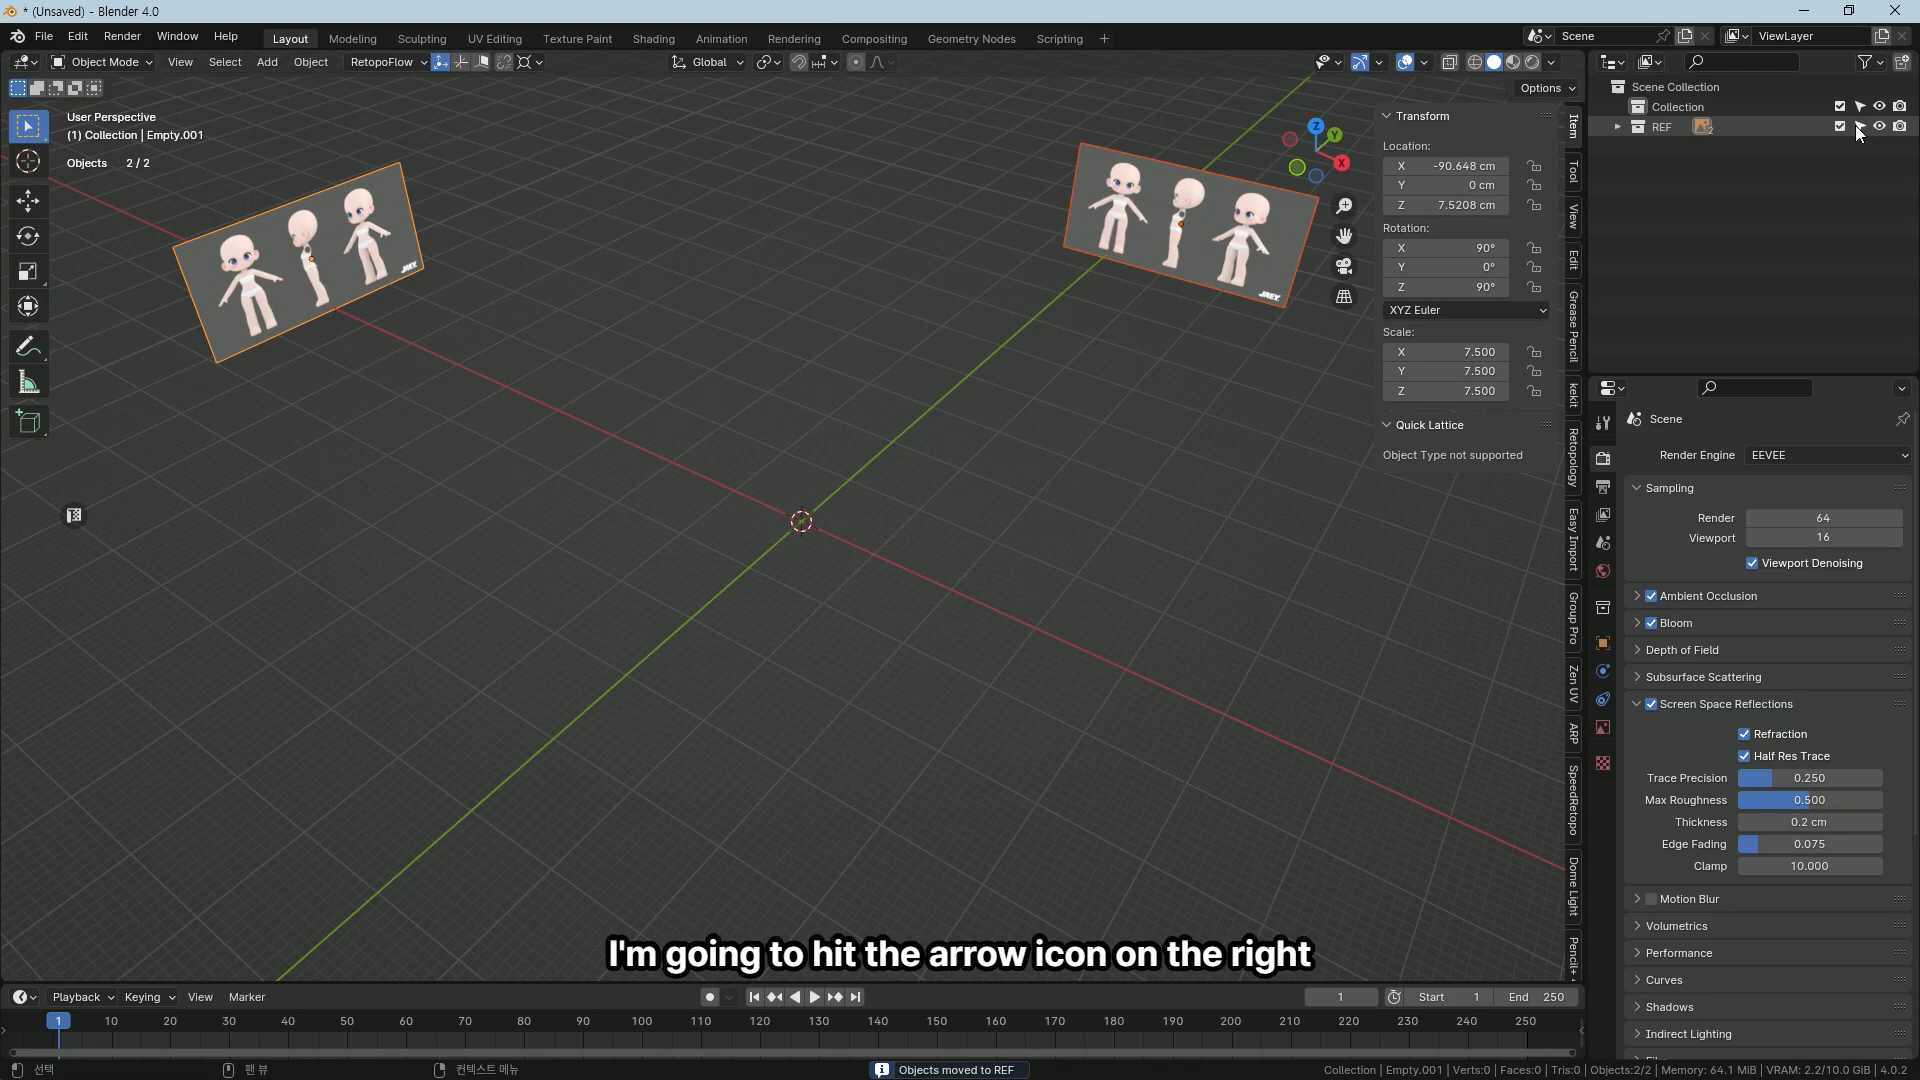 * (Unsaved) - Blender 4.0
File Edit Render Window Help
Layout Modeling Sculpting UV Editing Texture Paint Shading Animation Rendering Compositing Geometry Nodes Scripting +
Scene
ViewLayer
Object Mode View Select Add Object RetopoFlow
Global
Options
User Perspective
(1) Collection | Empty.001
Objects 2 / 2
JAEY.
JAEY.
Z
Y
X
Transform
Location:
X -90.648 cm
Y 0 cm
Z 7.5208 cm
Rotation:
X 90°
Y 0°
Z 90°
XYZ Euler
Scale:
X 7.500
Y 7.500
Z 7.500
Quick Lattice
Object Type not supported
Item
Tool
View
Edit
Grease Pencil
kekit
Retopology
Easy Import
Group Pro
Zen UV
ARP
SpeedRetopo
Dome Light
Pencil+
Scene Collection
Collection
REF 2
Scene
Render Engine EEVEE
Sampling
Render 64
Viewport 16
Viewport Denoising
Ambient Occlusion
Bloom
Depth of Field
Subsurface Scattering
Screen Space Reflections
Refraction
Half Res Trace
Trace Precision 0.250
Max Roughness 0.500
Thickness 0.2 cm
Edge Fading 0.075
Clamp 10.000
Motion Blur
Volumetrics
Performance
Curves
Shadows
Indirect Lighting
I'm going to hit the arrow icon on the right
Playback Keying View Marker
1 Start 1 End 250
1 10 20 30 40 50 60 70 80 90 100 110 120 130 140 150 160 170 180 190 200 210 220 230 240 250
선택 팬 뷰 컨텍스트 메뉴
Objects moved to REF
Collection | Empty.001 | Verts:0 | Faces:0 | Tris:0 | Objects:2/2 | Memory: 64.1 MiB | VRAM: 2.2/10.0 GiB | 4.0.2